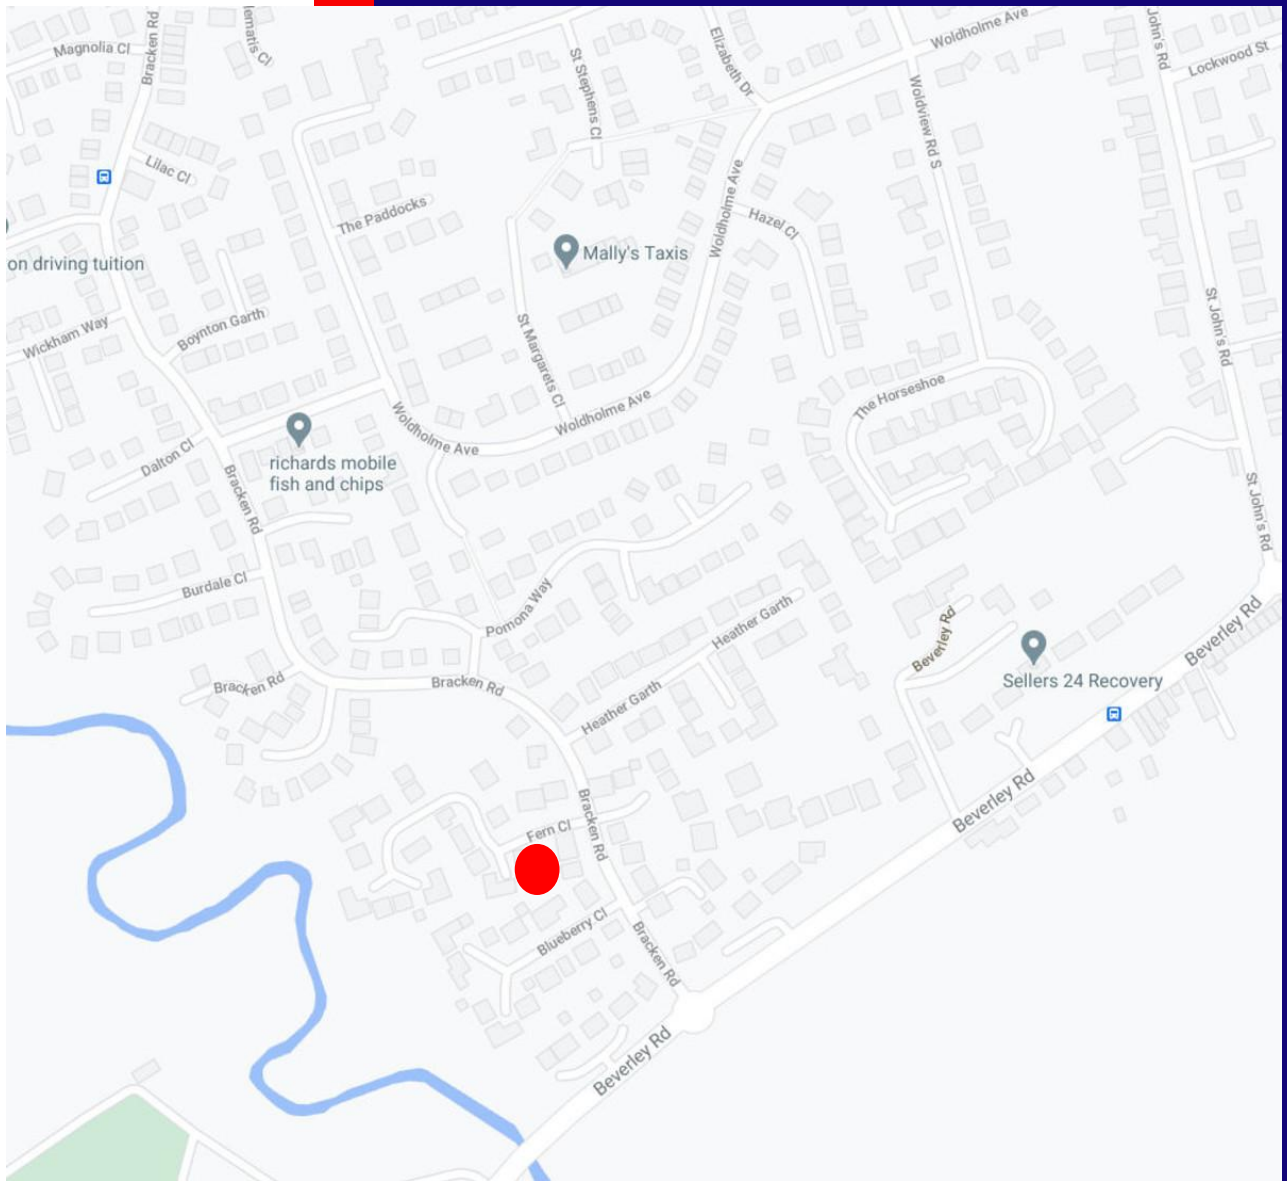 Magnolia Cl
Bracken Rd
St Stephens Cl
Elizabeth Dr
Woldholme Ave
John's Rd
Lockwood St
Lilac Cl
Woldview Rd S
The Paddocks
Woldholme Ave
Hazel Cl
Mally's Taxis
on driving tuition
Wickham Way
Boynton Garth
St Margarets Cl
St John's Rd
The Horseshoe
Woldholme Ave
Woldholme Ave
Dalton Cl
richards mobile
fish and chips
Bracken Rd
St John's Rd
Burdale Cl
Pomona Way
Heather Garth
Beverley Rd
Beverley Rd
Sellers 24 Recovery
Bracken Rd
Bracken Rd
Heather Garth
Beverley Rd
Bracken Rd
Fern Cl
Blueberry Cl
Bracken Rd
Beverley Rd